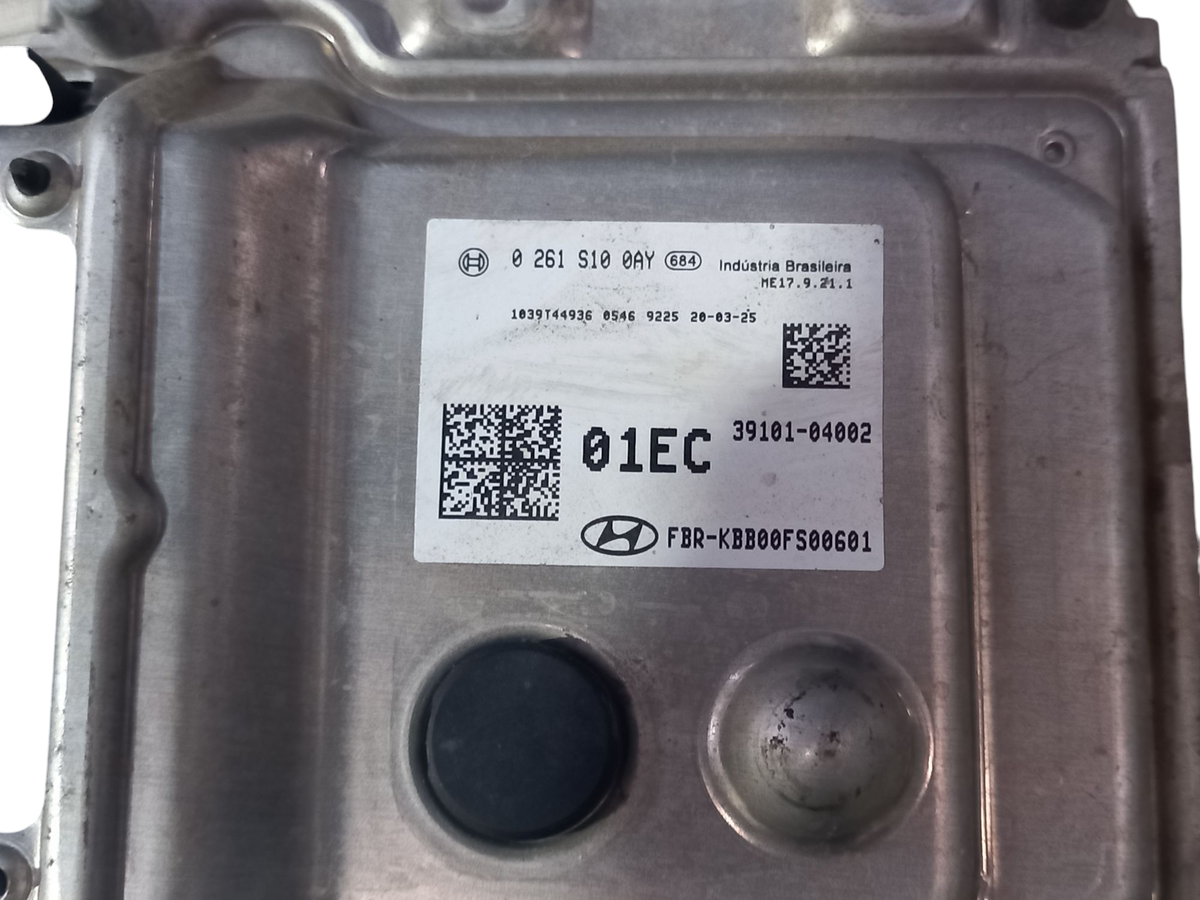 0 261 S10 0AY 684 Indústria Brasileira
ME17.9.21.1
1039T44936 0546 9225 20-03-25
01EC 39101-04002
FBR-KBB00FS00601